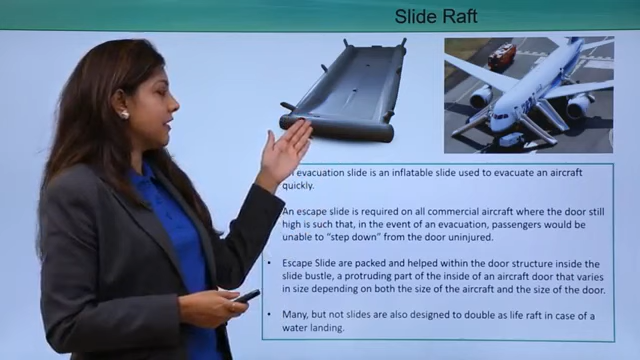 Slide Raft
evacuation slide is an inflatable slide used to evacuate an aircraft
quickly.
An escape slide is required on all commercial aircraft where the door still
high is such that, in the event of an evacuation, passengers would be
unable to “step down” from the door uninjured.
• Escape Slide are packed and helped within the door structure inside the
slide bustle, a protruding part of the inside of an aircraft door that varies
in size depending on both the size of the aircraft and the size of the door.
• Many, but not slides are also designed to double as life raft in case of a
water landing.